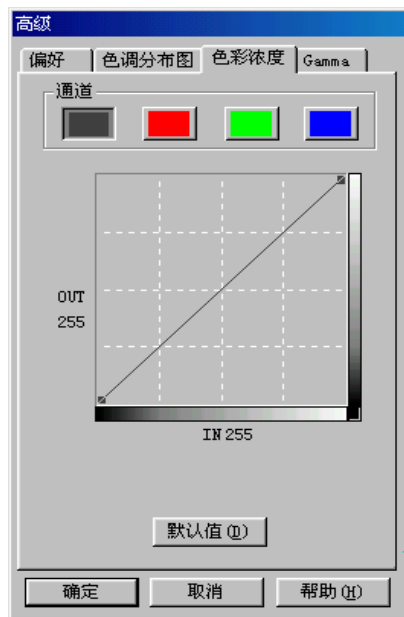 高级
偏好 色调分布图 色彩浓度 Gamma
通道
OUT
255
IN 255
默认值(D)
确定 取消 帮助(H)